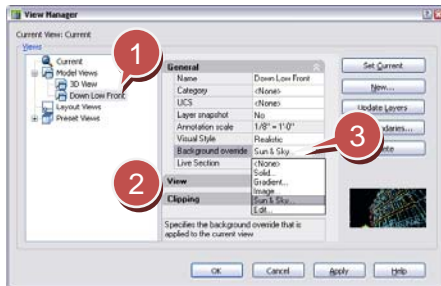 View Manager
Current View: Current
Views
Current
Model Views
3D View
Down Low Front
Layout Views
Preset Views
1
2
3
General
Name Down Low Front
Category <None>
UCS <None>
Layer snapshot No
Annotation scale 1/8" = 1'-0"
Visual Style Realistic
Background override Sun & Sky...
Live Section <None>
Solid...
Gradient...
Image...
Sun & Sky...
Edit...
View
Clipping
Specifies the background override that is
applied to the current view
Set Current
New...
Update Layers
OK
Cancel
Apply
Help